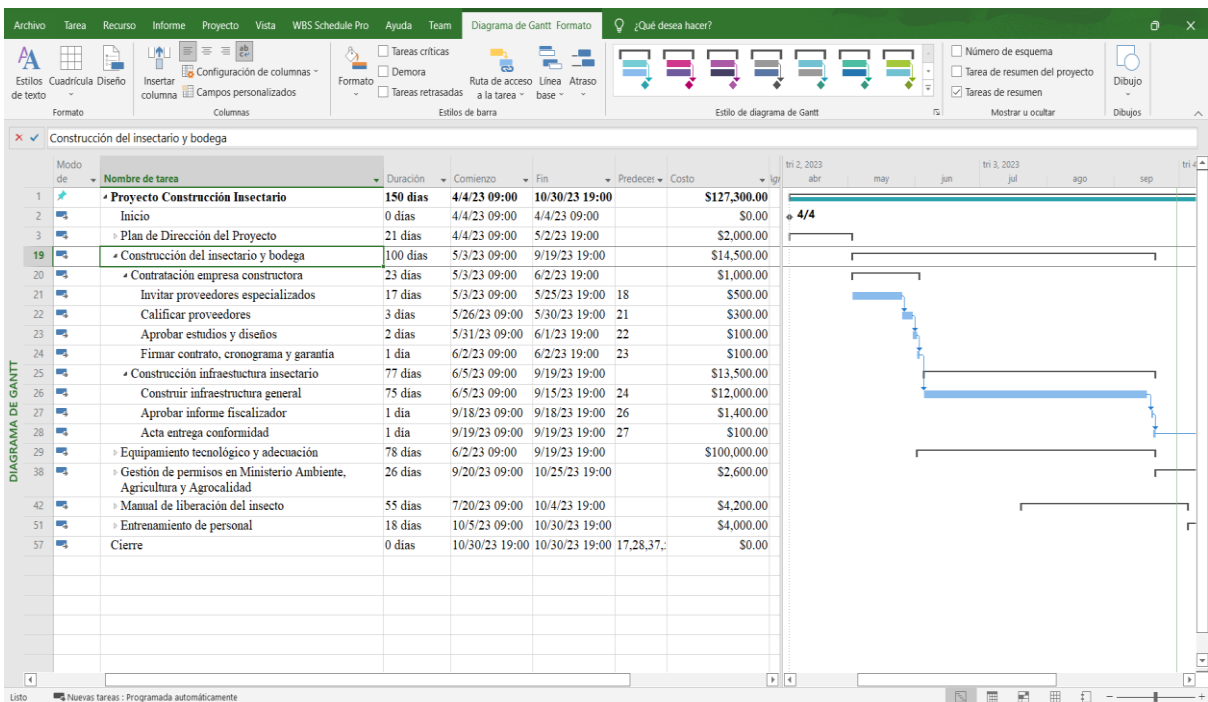 Archivo Tarea Recurso Informe Proyecto Vista WBS Schedule Pro Ayuda Team Diagrama de Gantt Formato ¿Qué desea hacer?
Estilos de texto
Cuadrícula
Diseño
Formato
Insertar columna
Configuración de columnas
Campos personalizados
Columnas
Formato
Tareas críticas
Demora
Tareas retrasadas
Ruta de acceso a la tarea
Línea base
Atraso
Estilos de barra
Estilo de diagrama de Gantt
Número de esquema
Tarea de resumen del proyecto
Tareas de resumen
Mostrar u ocultar
Dibujo
Dibujos
Construcción del insectario y bodega
Modo de Nombre de tarea Duración Comienzo Fin Predeces Costo
tri 2, 2023 tri 3, 2023 tri 4
abr may jun jul ago sep
1 Proyecto Construcción Insectario 150 días 4/4/23 09:00 10/30/23 19:00 $127,300.00
2 Inicio 0 días 4/4/23 09:00 4/4/23 09:00 $0.00 4/4
3 Plan de Dirección del Proyecto 21 días 4/4/23 09:00 5/2/23 19:00 $2,000.00
19 Construcción del insectario y bodega 100 días 5/3/23 09:00 9/19/23 19:00 $14,500.00
20 Contratación empresa constructora 23 días 5/3/23 09:00 6/2/23 19:00 $1,000.00
21 Invitar proveedores especializados 17 días 5/3/23 09:00 5/25/23 19:00 18 $500.00
22 Calificar proveedores 3 días 5/26/23 09:00 5/30/23 19:00 21 $300.00
23 Aprobar estudios y diseños 2 días 5/31/23 09:00 6/1/23 19:00 22 $100.00
24 Firmar contrato, cronograma y garantía 1 día 6/2/23 09:00 6/2/23 19:00 23 $100.00
25 Construcción infraestuctura insectario 77 días 6/5/23 09:00 9/19/23 19:00 $13,500.00
26 Construir infraestructura general 75 días 6/5/23 09:00 9/15/23 19:00 24 $12,000.00
27 Aprobar informe fiscalizador 1 día 9/18/23 09:00 9/18/23 19:00 26 $1,400.00
28 Acta entrega conformidad 1 día 9/19/23 09:00 9/19/23 19:00 27 $100.00
29 Equipamiento tecnológico y adecuación 78 días 6/2/23 09:00 9/19/23 19:00 $100,000.00
38 Gestión de permisos en Ministerio Ambiente, 26 días 9/20/23 09:00 10/25/23 19:00 $2,600.00
Agricultura y Agrocalidad
42 Manual de liberación del insecto 55 días 7/20/23 09:00 10/4/23 19:00 $4,200.00
51 Entrenamiento de personal 18 días 10/5/23 09:00 10/30/23 19:00 $4,000.00
57 Cierre 0 días 10/30/23 19:00 10/30/23 19:00 17,28,37, $0.00
DIAGRAMA DE GANTT
Listo Nuevas tareas : Programada automáticamente